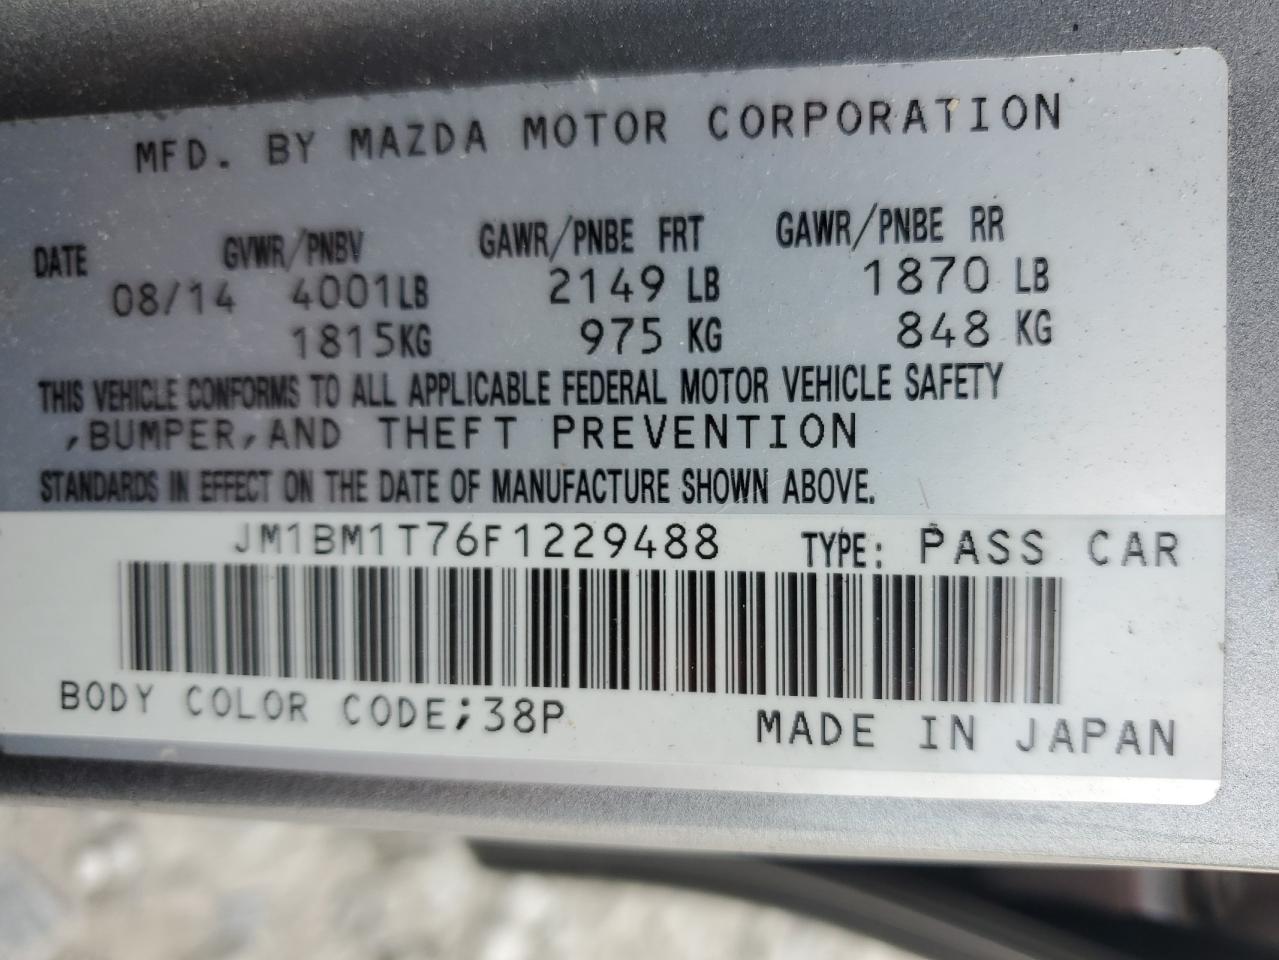 MFD. BY MAZDA MOTOR CORPORATION
DATE GVWR/PNBV GAWR/PNBE FRT GAWR/PNBE RR
08/14 4001LB 2149 LB 1870 LB
1815KG 975 KG 848 KG
THIS VEHICLE CONFORMS TO ALL APPLICABLE FEDERAL MOTOR VEHICLE SAFETY
,BUMPER,AND THEFT PREVENTION
STANDARDS IN EFFECT ON THE DATE OF MANUFACTURE SHOWN ABOVE.
JM1BM1T76F1229488 TYPE: PASS CAR
BODY COLOR CODE;38P MADE IN JAPAN